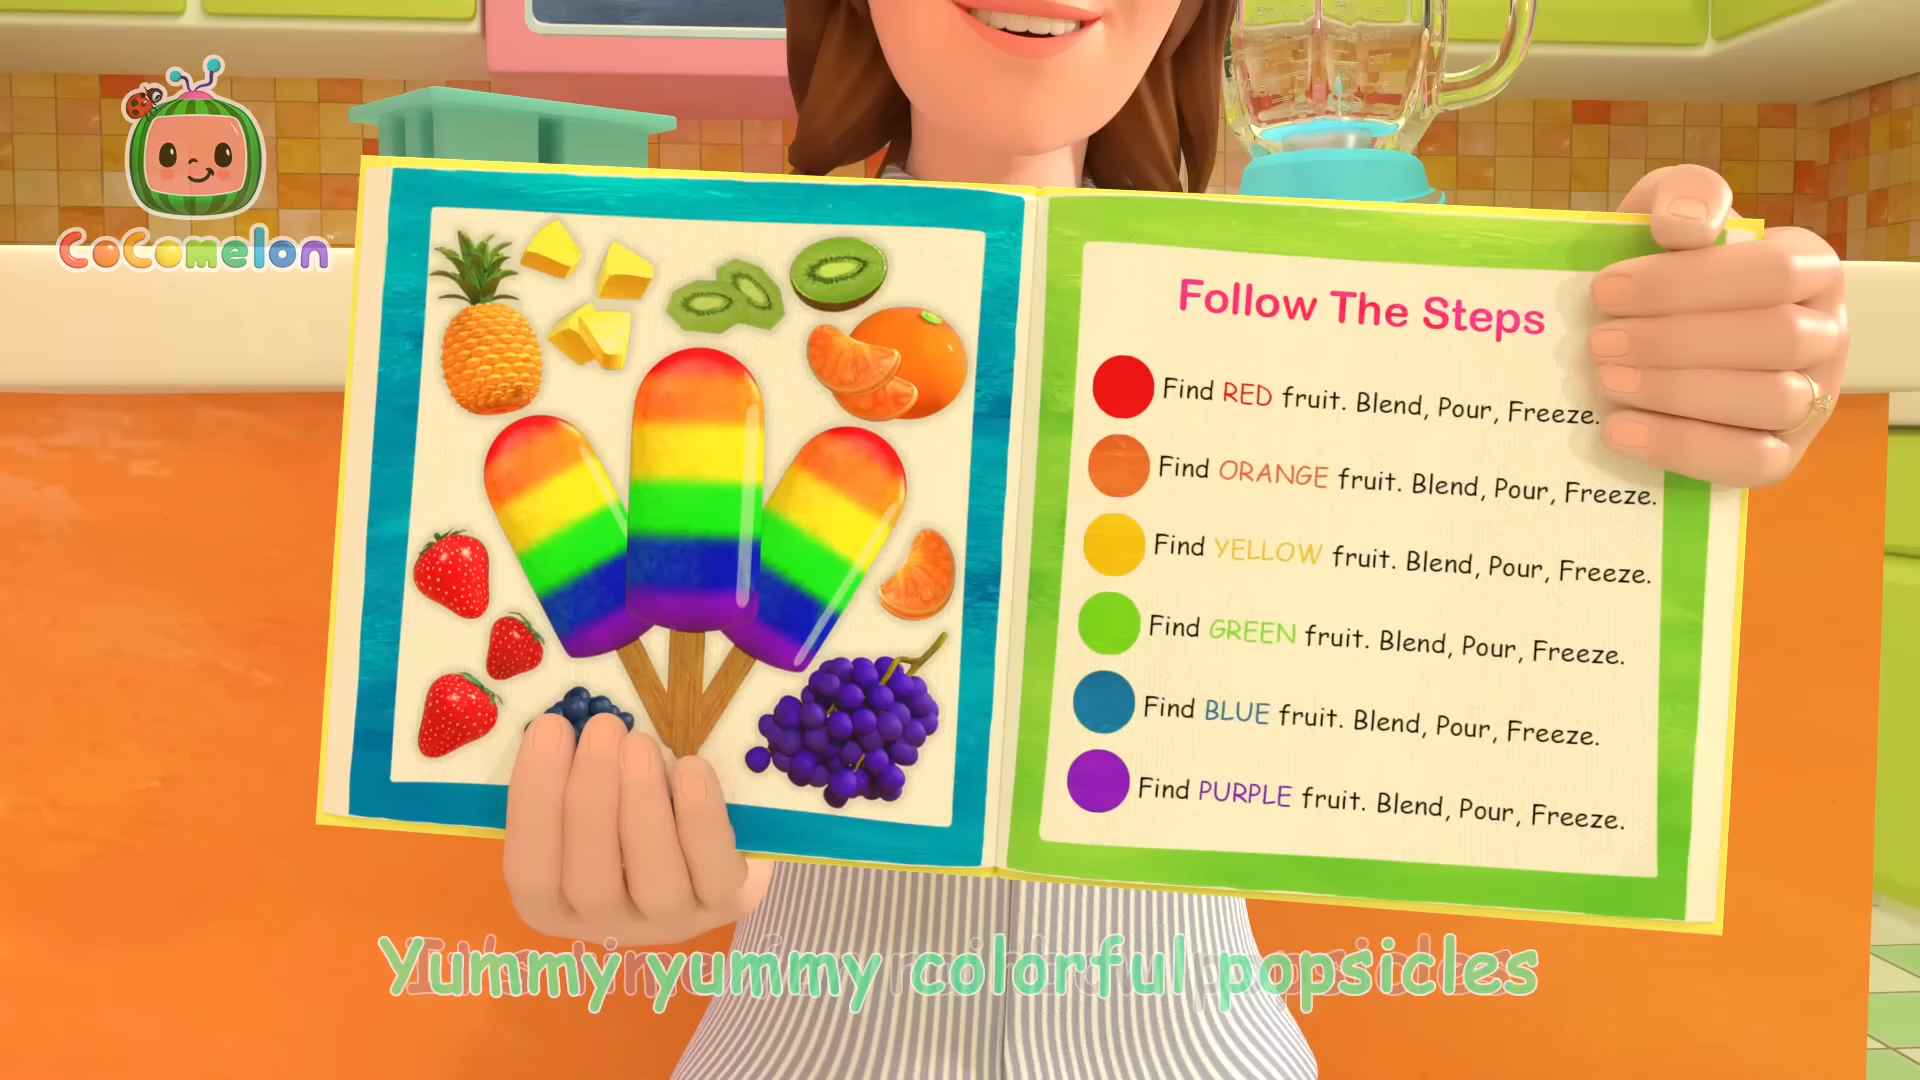 CoComelon
Follow The Steps
Find RED fruit. Blend, Pour, Freeze.
Find ORANGE fruit. Blend, Pour, Freeze.
Find YELLOW fruit. Blend, Pour, Freeze.
Find GREEN fruit. Blend, Pour, Freeze.
Find BLUE fruit. Blend, Pour, Freeze.
Find PURPLE fruit. Blend, Pour, Freeze.
Yummy yummy colorful popsicles